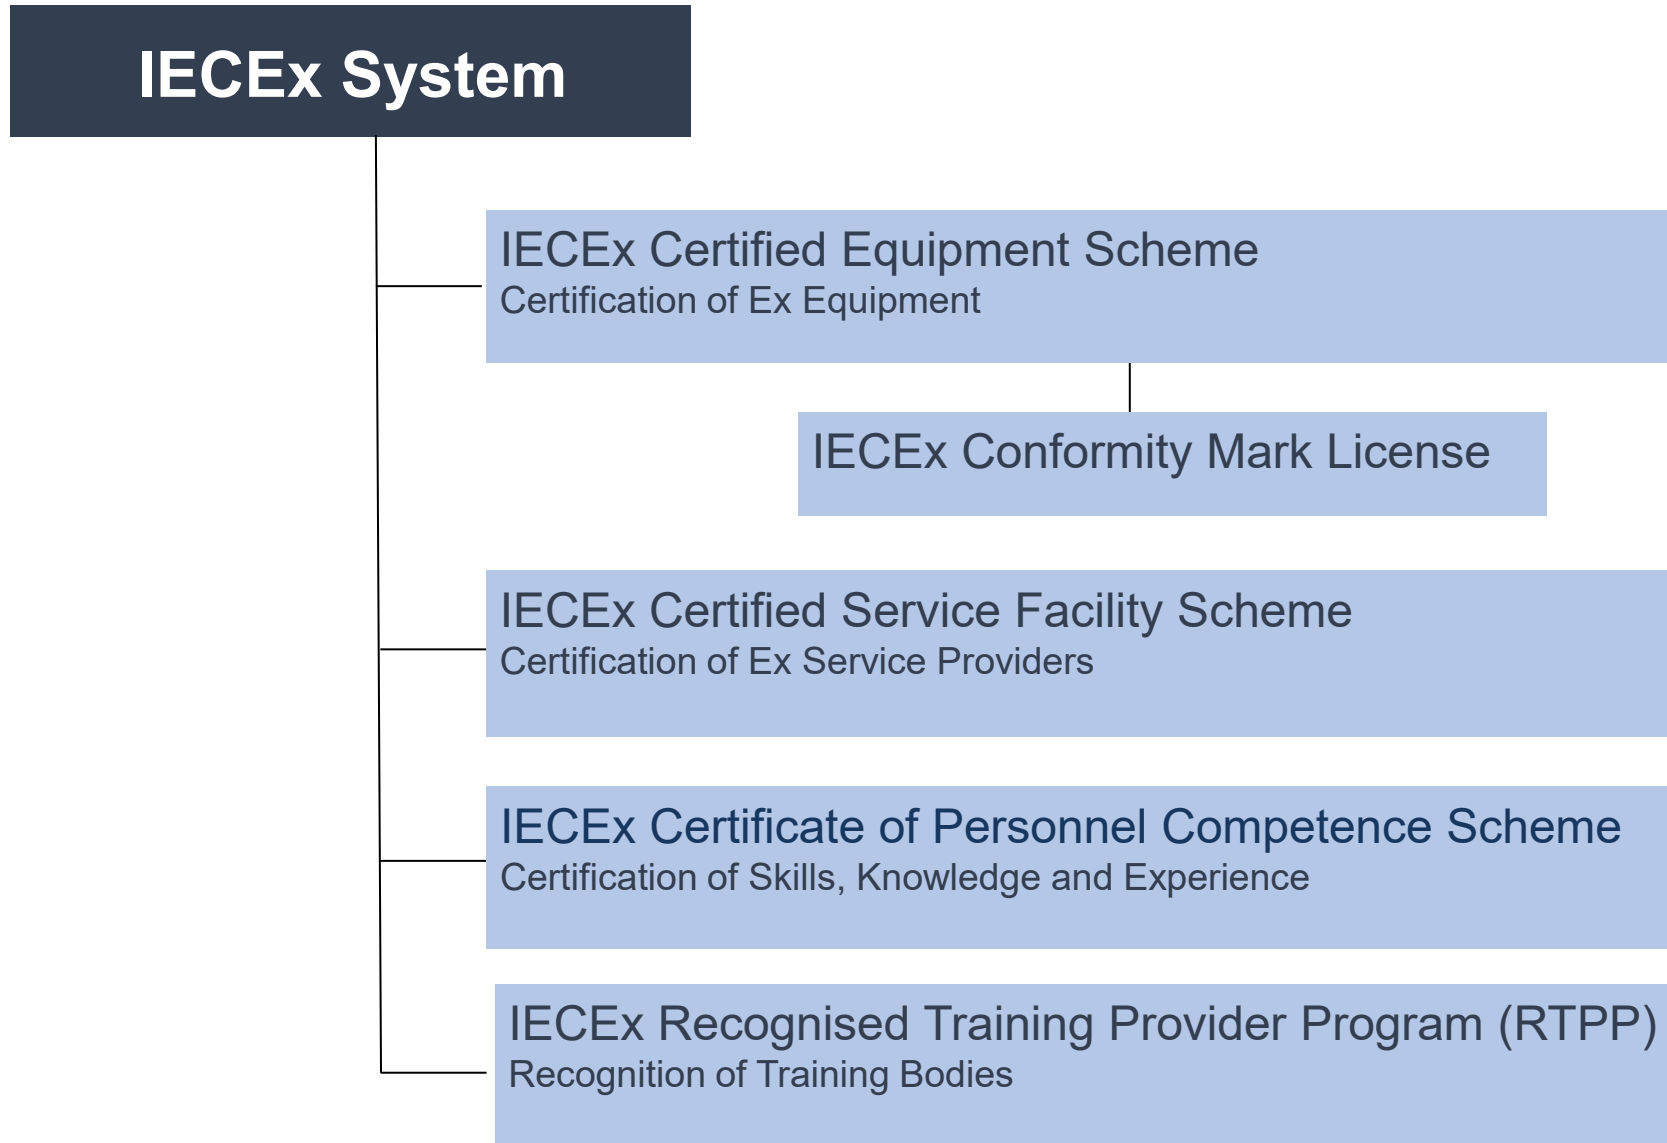 IECEx System
IECEx Certified Equipment Scheme
Certification of Ex Equipment
IECEx Conformity Mark License
IECEx Certified Service Facility Scheme
Certification of Ex Service Providers
IECEx Certificate of Personnel Competence Scheme
Certification of Skills, Knowledge and Experience
IECEx Recognised Training Provider Program (RTPP)
Recognition of Training Bodies